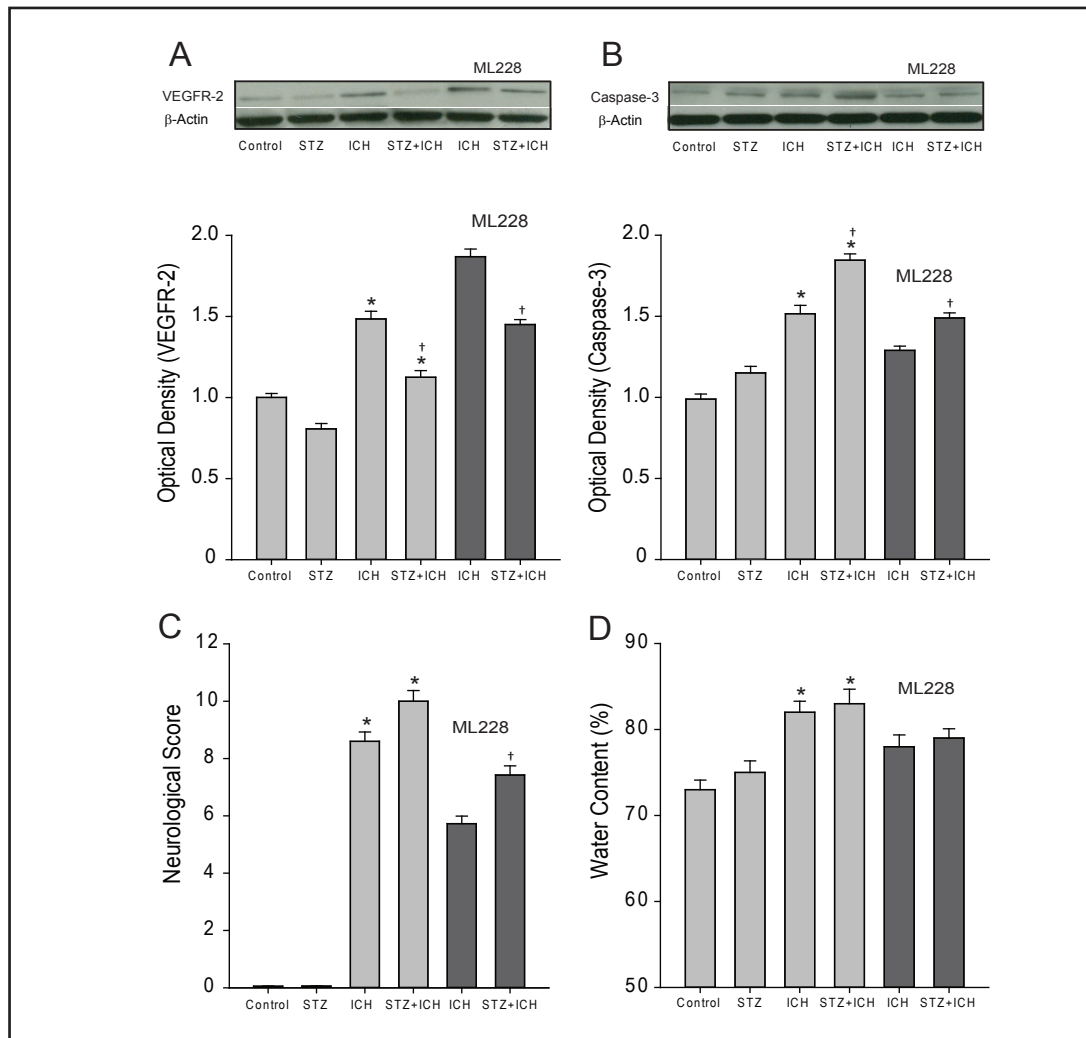 A
ML228
VEGFR-2
β-Actin
Control STZ ICH STZ+ICH ICH STZ+ICH
B
ML228
Caspase-3
β-Actin
Control STZ ICH STZ+ICH ICH STZ+ICH
Optical Density (VEGFR-2)
2.0
1.5
1.0
0.5
0
ML228
*
†
*
†
Control STZ ICH STZ+ICH ICH STZ+ICH
Optical Density (Caspase-3)
2.0
1.5
1.0
0.5
0
ML228
*
†
*
†
Control STZ ICH STZ+ICH ICH STZ+ICH
C
Neurological Score
12
10
8
6
4
2
0
ML228
*
*
†
Control STZ ICH STZ+ICH ICH STZ+ICH
D
Water Content (%)
90
80
70
60
50
ML228
*
*
Control STZ ICH STZ+ICH ICH STZ+ICH